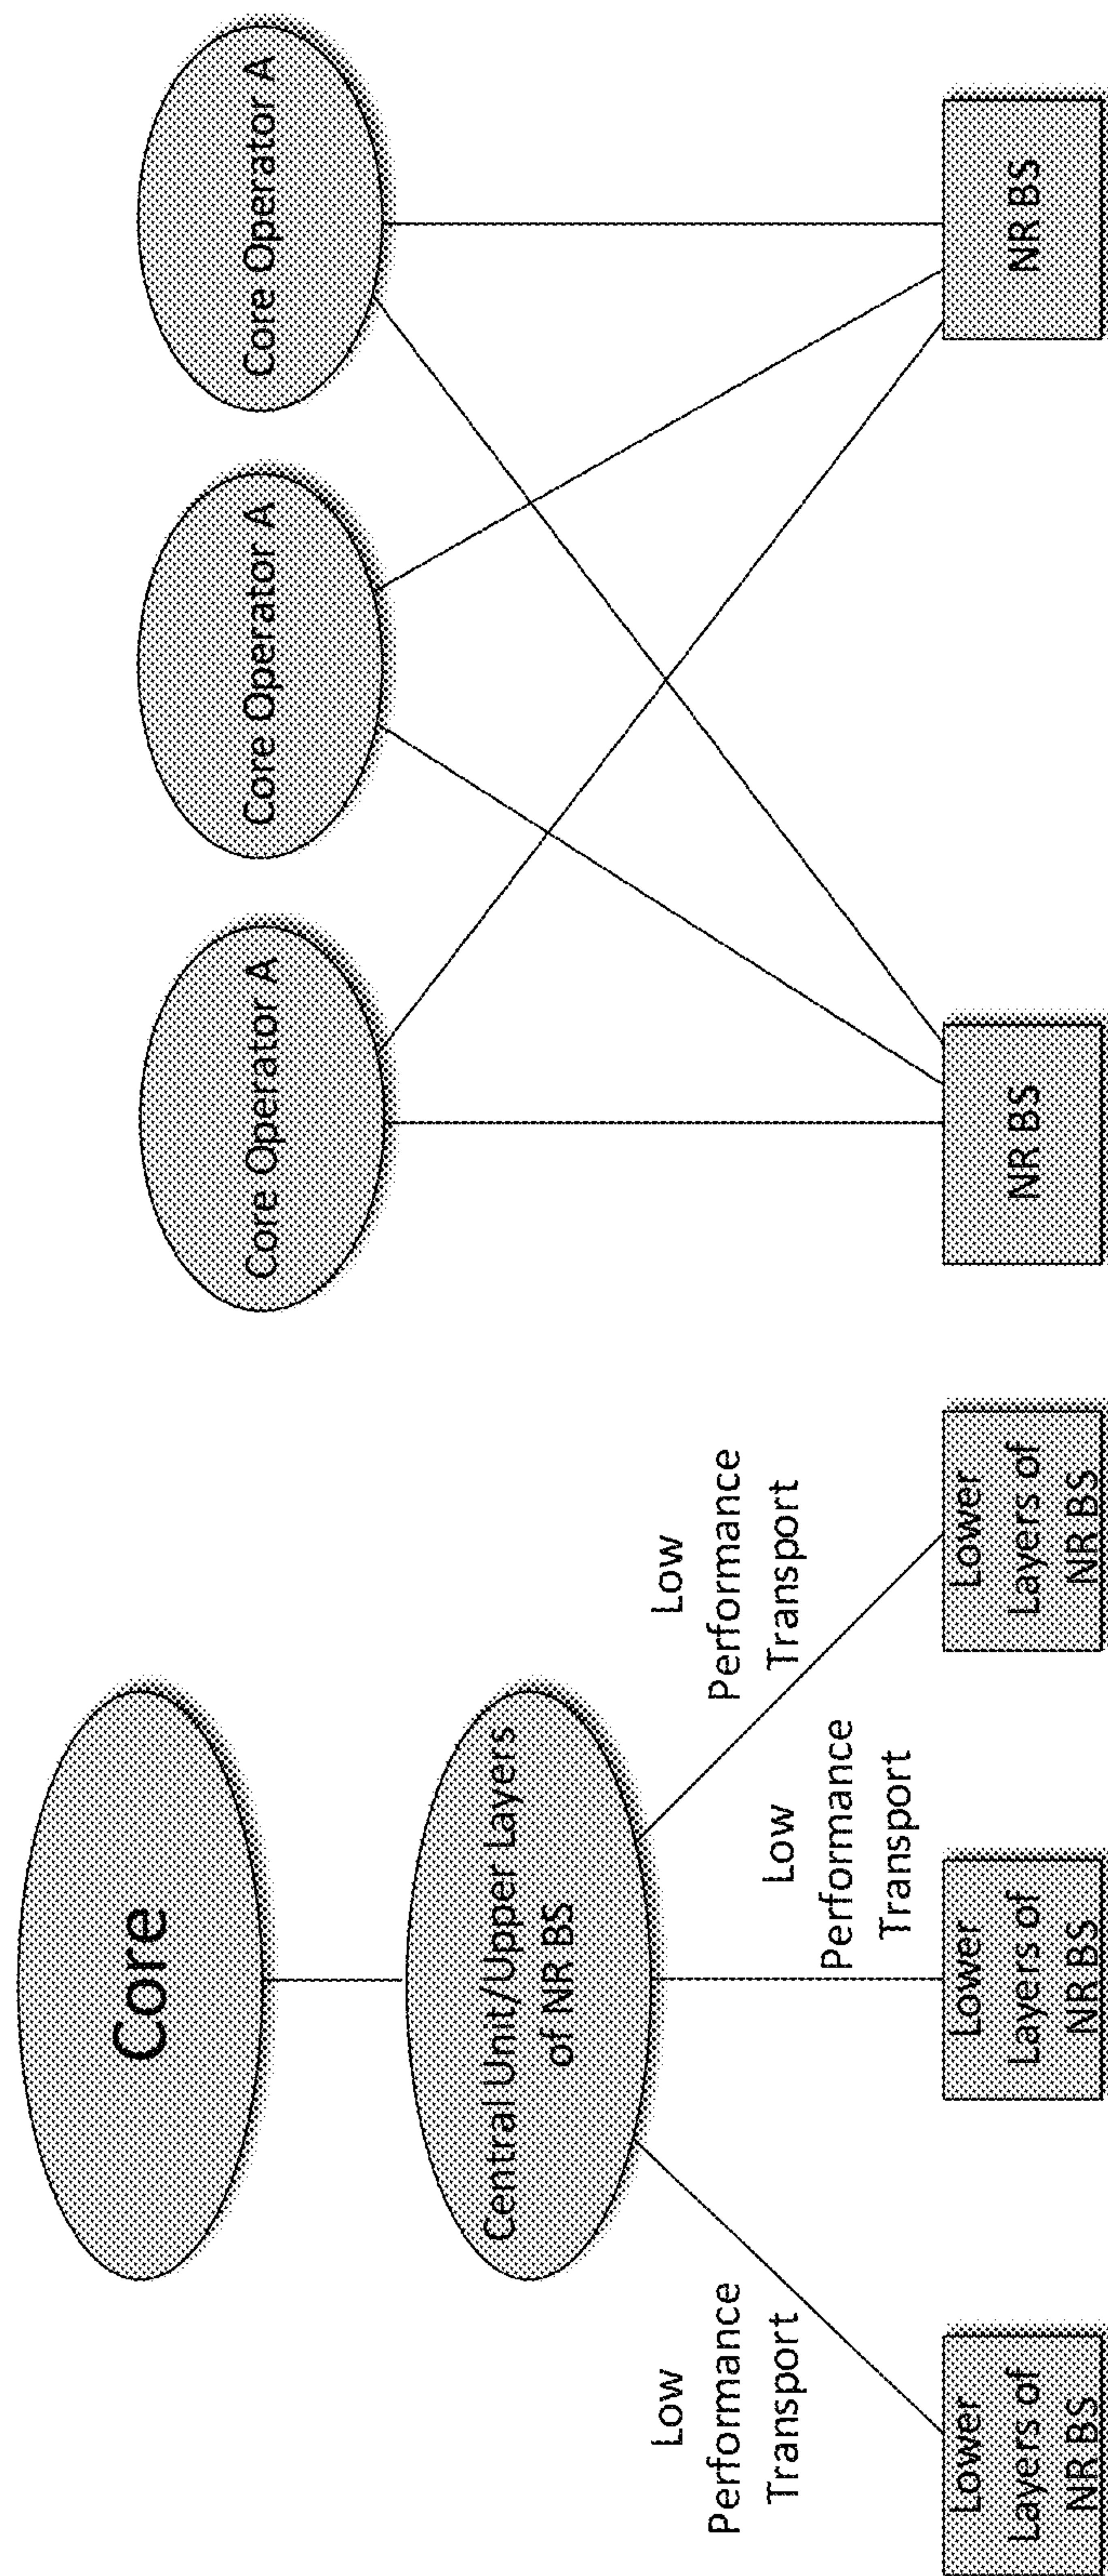 Core
Central Unit/Upper Layers
of NR BS
Low
Performance
Transport
Low
Performance
Transport
Low
Performance
Transport
Lower
Layers of
NR BS
Lower
Layers of
NR BS
Lower
Layers of
NR BS
Core Operator A
Core Operator A
Core Operator A
NR BS
NR BS